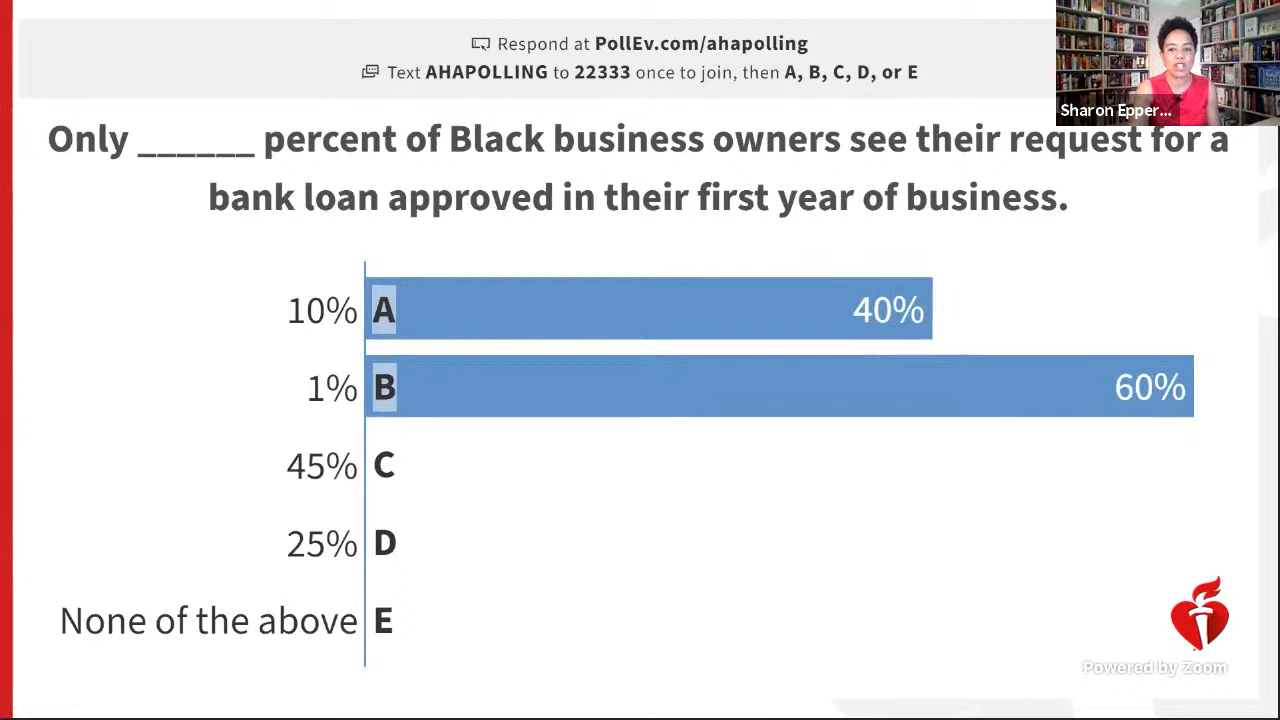 Respond at PollEv.com/ahapolling
Text AHAPOLLING to 22333 once to join, then A, B, C, D, or E
Sharon Epper...
Only ______ percent of Black business owners see their request for a
bank loan approved in their first year of business.
10% A 40%
1% B 60%
45% C
25% D
None of the above E
Powered by Zoom